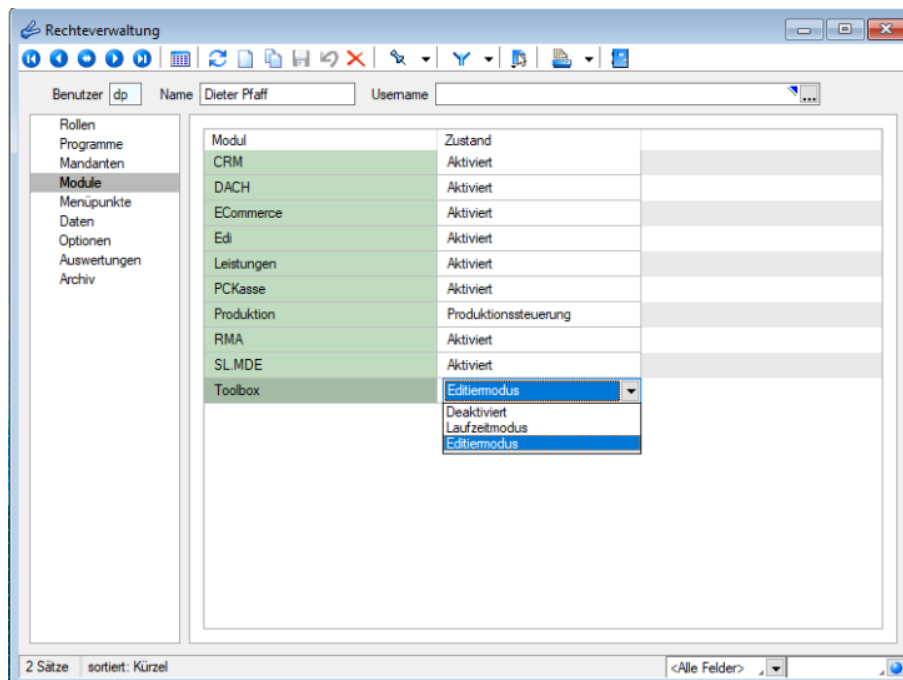 Rechteverwaltung
Benutzer dp Name Dieter Pfaff Username
Rollen
Programme
Mandanten
Module
Menüpunkte
Daten
Optionen
Auswertungen
Archiv
Modul Zustand
CRM Aktiviert
DACH Aktiviert
ECommerce Aktiviert
Edi Aktiviert
Leistungen Aktiviert
PCKasse Aktiviert
Produktion Produktionssteuerung
RMA Aktiviert
SL.MDE Aktiviert
Toolbox Editiermodus
Deaktiviert
Laufzeitmodus
Editiermodus
2 Sätze sortiert: Kürzel <Alle Felder>